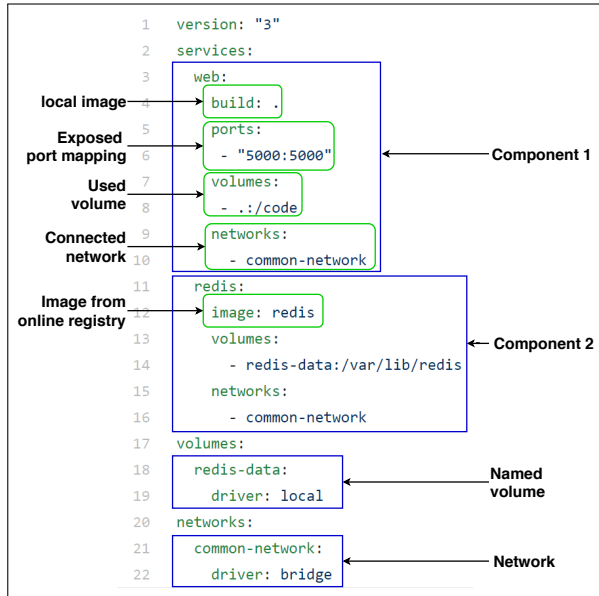 1 version: "3"
2 services:
3 web:
local image
4 build: .
Exposed
port mapping
5 ports:
6 - "5000:5000"
Component 1
Used
volume
7 volumes:
8 - .:/code
Connected
network
9 networks:
10 - common-network
11 redis:
Image from
online registry
12 image: redis
13 volumes:
Component 2
14 - redis-data:/var/lib/redis
15 networks:
16 - common-network
17 volumes:
18 redis-data:
19 driver: local
Named
volume
20 networks:
21 common-network:
22 driver: bridge
Network